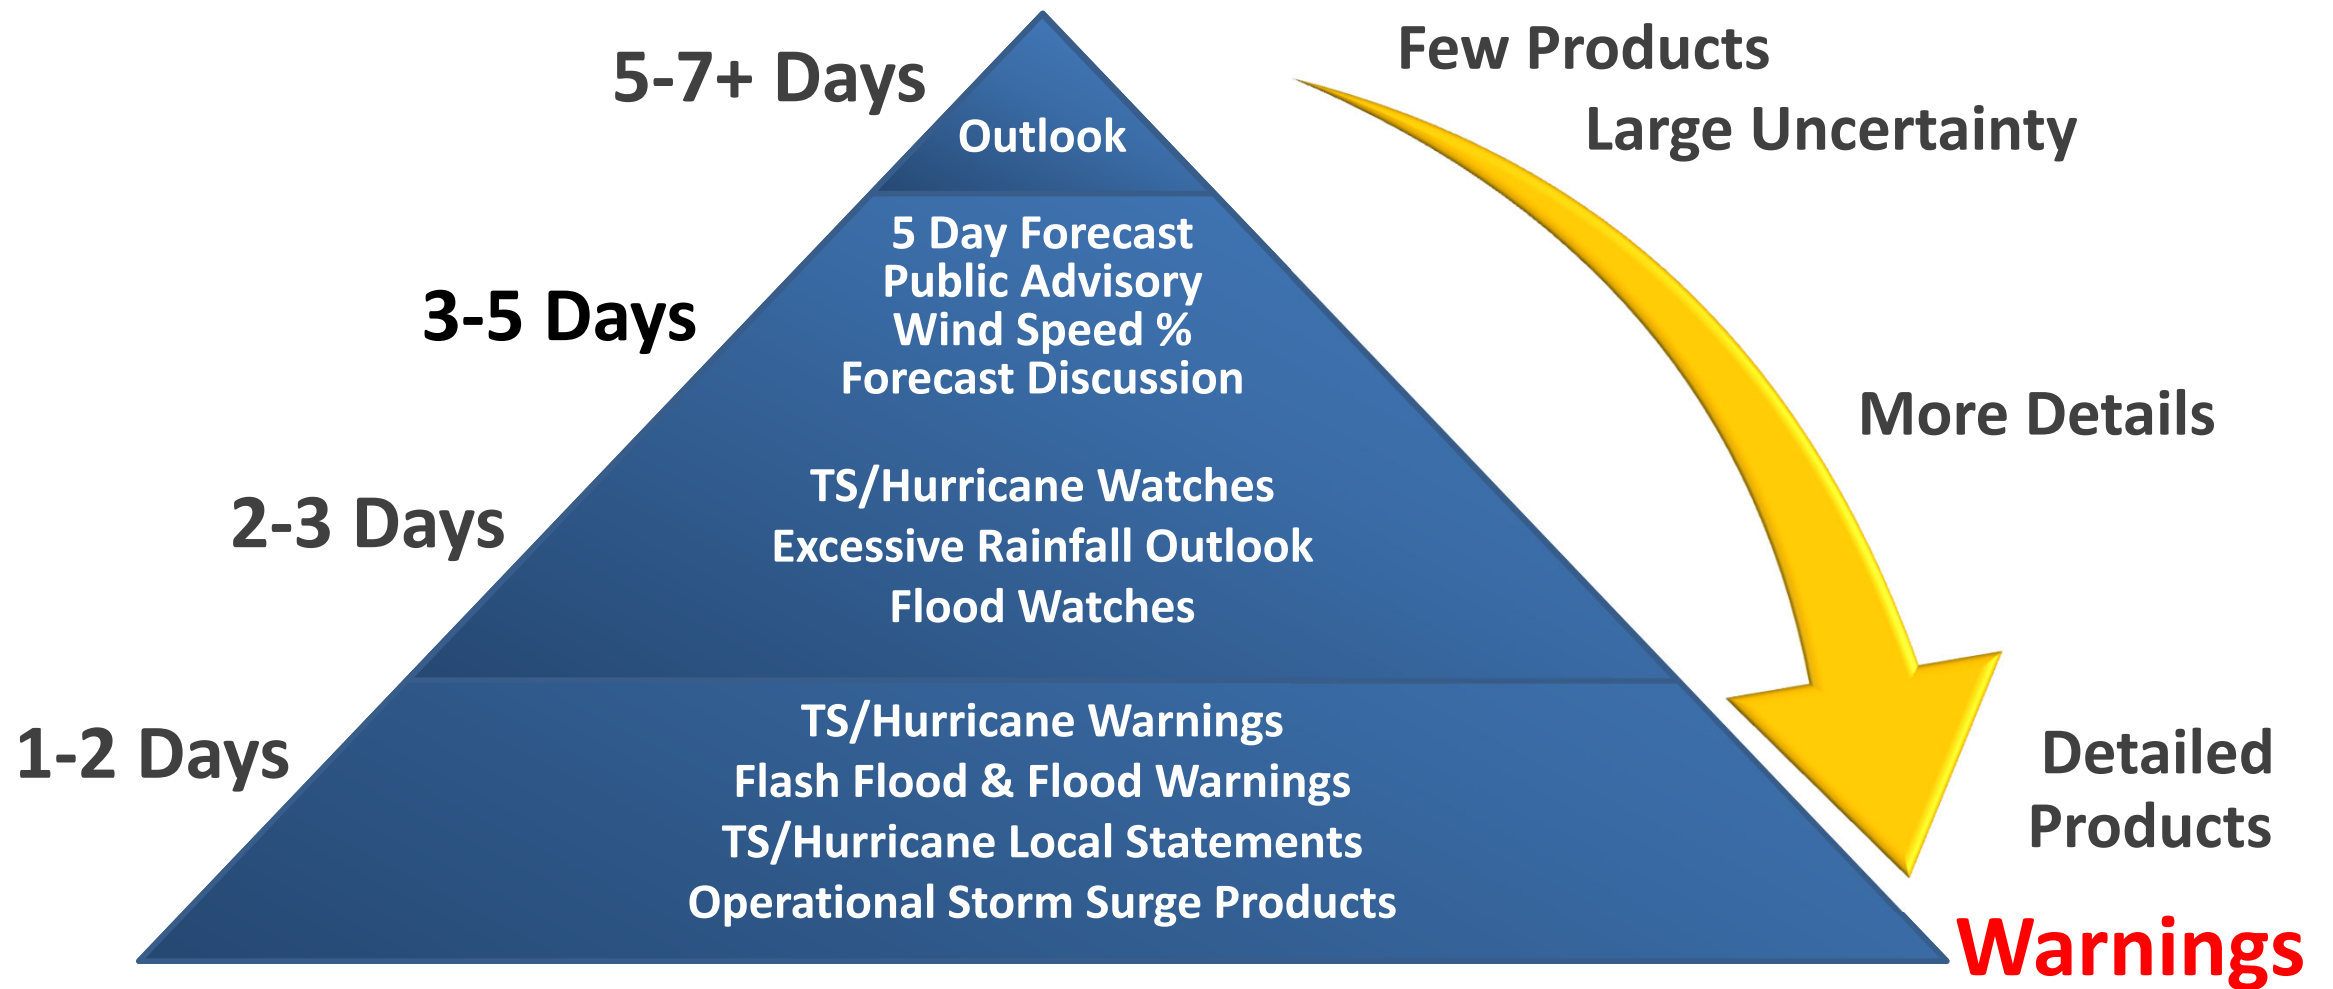 5-7+ Days
Outlook
Few Products
Large Uncertainty
3-5 Days
5 Day Forecast
Public Advisory
Wind Speed %
Forecast Discussion
More Details
2-3 Days
TS/Hurricane Watches
Excessive Rainfall Outlook
Flood Watches
1-2 Days
TS/Hurricane Warnings
Flash Flood & Flood Warnings
TS/Hurricane Local Statements
Operational Storm Surge Products
Detailed
Products
Warnings